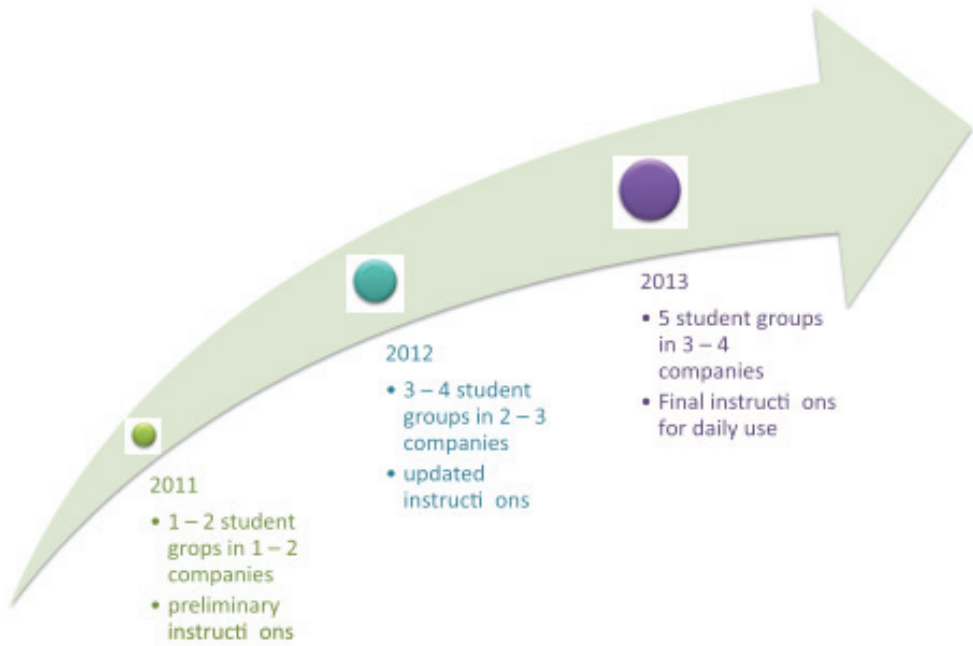 2011
• 1 – 2 student
grops in 1 – 2
companies
• preliminary
instructi ons
2012
• 3 – 4 student
groups in 2 – 3
companies
• updated
instructi ons
2013
• 5 student groups
in 3 – 4
companies
• Final instructi ons
for daily use